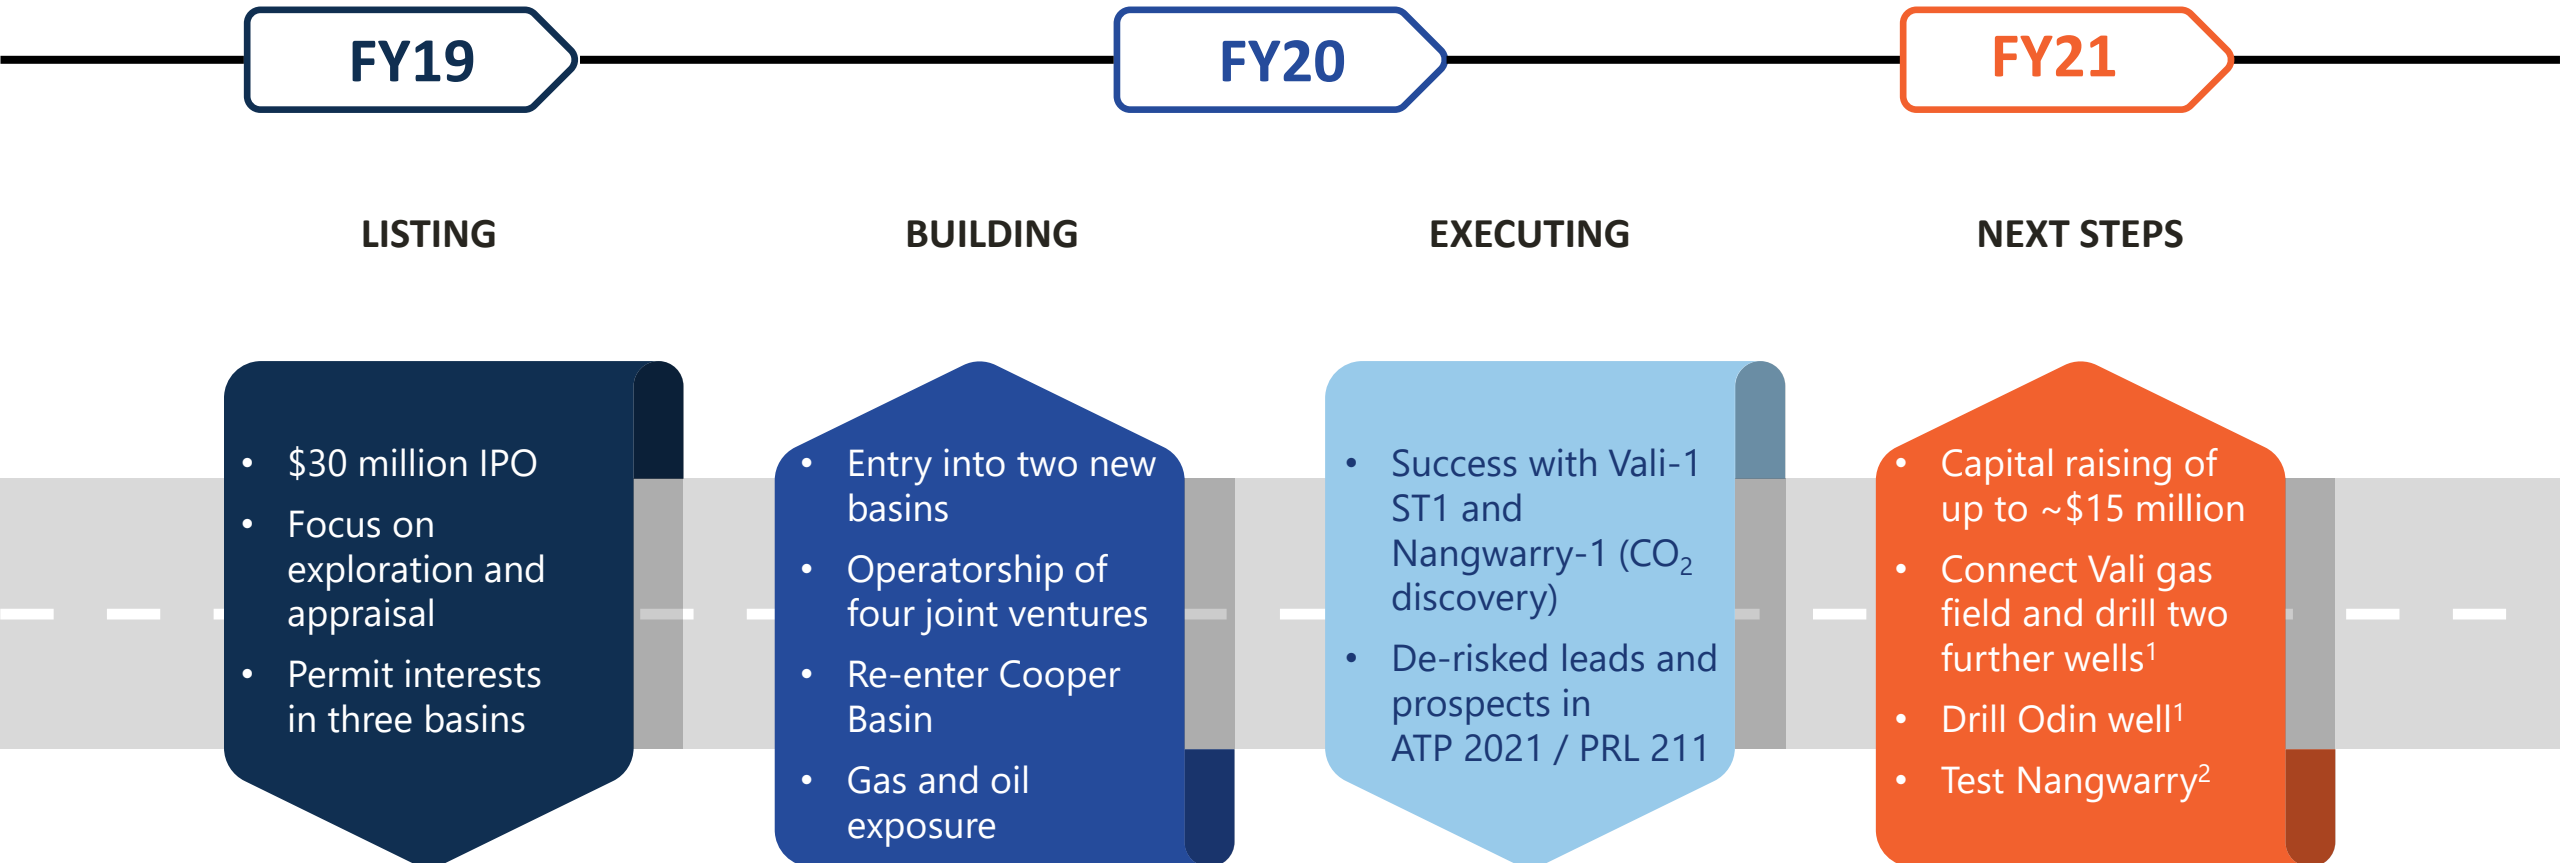 FY19
FY20
FY21
LISTING
BUILDING
EXECUTING
NEXT STEPS
• $30 million IPO
• Focus on
exploration and
appraisal
• Permit interests
in three basins
• Entry into two new
basins
• Operatorship of
four joint ventures
• Re-enter Cooper
Basin
• Gas and oil
exposure
• Success with Vali-1
ST1 and
Nangwarry-1 (CO₂
discovery)
• De-risked leads and
prospects in
ATP 2021 / PRL 211
• Capital raising of
up to ~$15 million
• Connect Vali gas
field and drill two
further wells¹
• Drill Odin well¹
• Test Nangwarry²